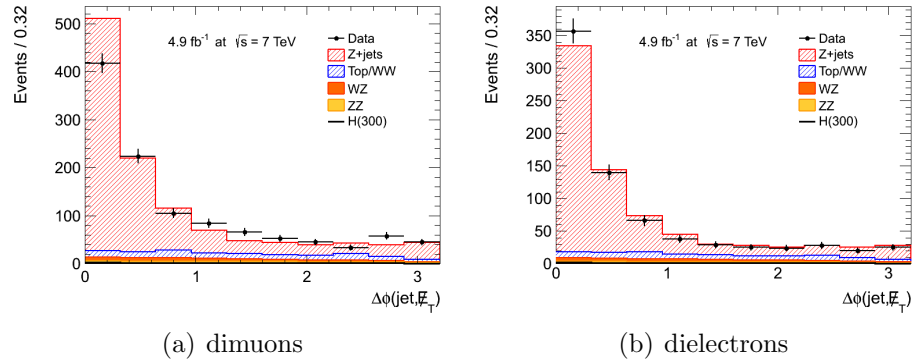 Events / 0.32
500
400
300
200
100
0
0 1 2 3
Δϕ(jet,E̸_T)
4.9 fb⁻¹ at √s = 7 TeV
Data
Z+jets
Top/WW
WZ
ZZ
H(300)
(a) dimuons
Events / 0.32
350
300
250
200
150
100
50
0
0 1 2 3
Δϕ(jet,E̸_T)
4.9 fb⁻¹ at √s = 7 TeV
Data
Z+jets
Top/WW
WZ
ZZ
H(300)
(b) dielectrons